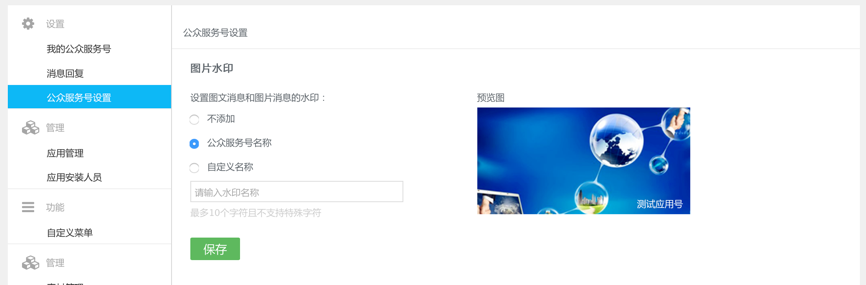 设置
我的公众服务号
消息回复
公众服务号设置
管理
应用管理
应用安装人员
功能
自定义菜单
管理
公众服务号设置
图片水印
设置图文消息和图片消息的水印：
不添加
公众服务号名称
自定义名称
请输入水印名称
最多10个字符且不支持特殊字符
保存
预览图
测试应用号